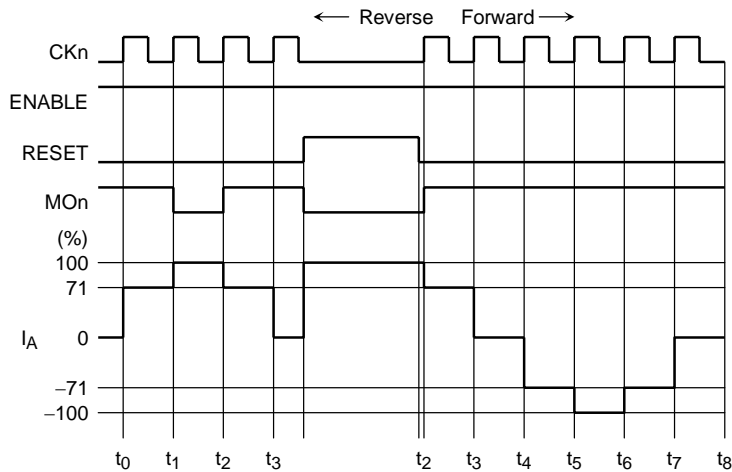 ← Reverse Forward →
CKn
ENABLE
RESET
MOn
(%)
100
71
I_A 0
−71
−100
t0 t1 t2 t3 t2 t3 t4 t5 t6 t7 t8